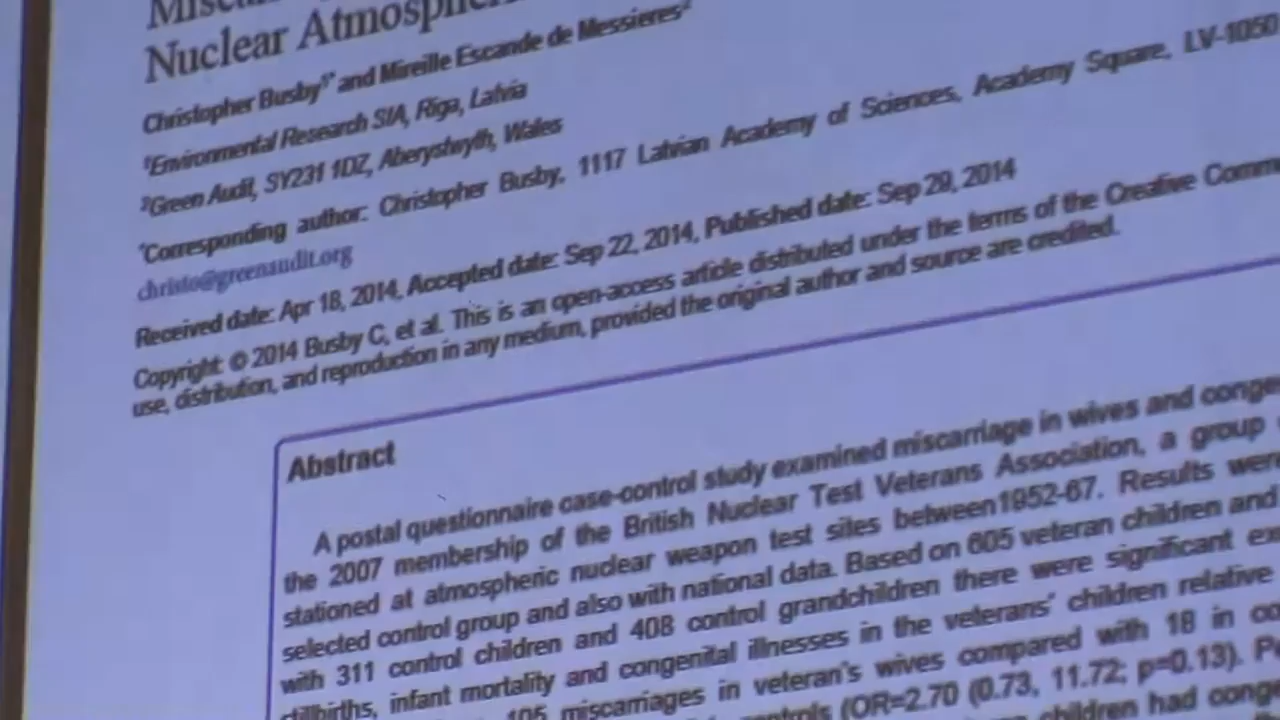 Nuclear
Christopher Busby1* and Mireille Escande de Messieres2
1Environmental Research SIA, Riga, Latvia
2Green Audit, SY231 1DZ, Aberystwyth, Wales
*Corresponding author: Christopher Busby, 1117 Latvian Academy of Sciences, Academy Square, LV-1050
christo@greenaudit.org
Received date: Apr 18, 2014, Accepted date: Sep 22, 2014, Published date: Sep 29, 2014
Copyright: © 2014 Busby C, et al. This is an open-access article distributed under the terms of the Creative
use, distribution, and reproduction in any medium, provided the original author and source are credited.
Abstract
A postal questionnaire case-control study examined miscarriage in wives and
the 2007 membership of the British Nuclear Test Veterans Association, a group
stationed at atmospheric nuclear weapon test sites between1952-67. Results were
selected control group and also with national data. Based on 605 veteran children and
with 311 control children and 408 control grandchildren there were significant
stillbirths, infant mortality and congenital illnesses in the veterans' children relative
105 miscarriages in veteran's wives compared with 18 in
(OR=2.70 (0.73, 11.72; p=0.13).
children had